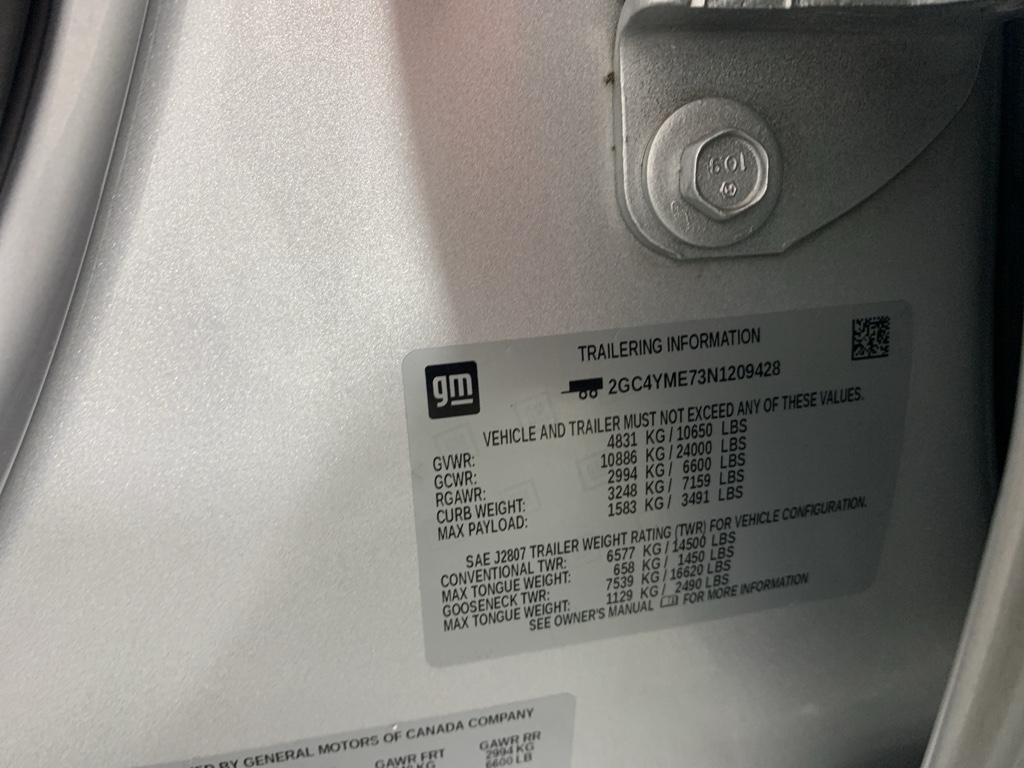 109
gm
TRAILERING INFORMATION
2GC4YME73N1209428
VEHICLE AND TRAILER MUST NOT EXCEED ANY OF THESE VALUES.
GVWR: 4831 KG / 10650 LBS
GCWR: 10886 KG / 24000 LBS
RGAWR: 2994 KG / 6600 LBS
CURB WEIGHT: 3248 KG / 7159 LBS
MAX PAYLOAD: 1583 KG / 3491 LBS
SAE J2807 TRAILER WEIGHT RATING (TWR) FOR VEHICLE CONFIGURATION.
CONVENTIONAL TWR: 6577 KG / 14500 LBS
MAX TONGUE WEIGHT: 658 KG / 1450 LBS
GOOSENECK TWR: 7539 KG / 16620 LBS
MAX TONGUE WEIGHT: 1129 KG / 2490 LBS
SEE OWNER'S MANUAL FOR MORE INFORMATION
BY GENERAL MOTORS OF CANADA COMPANY
GAWR FRT GAWR RR
KG 2994 KG
6600 LB